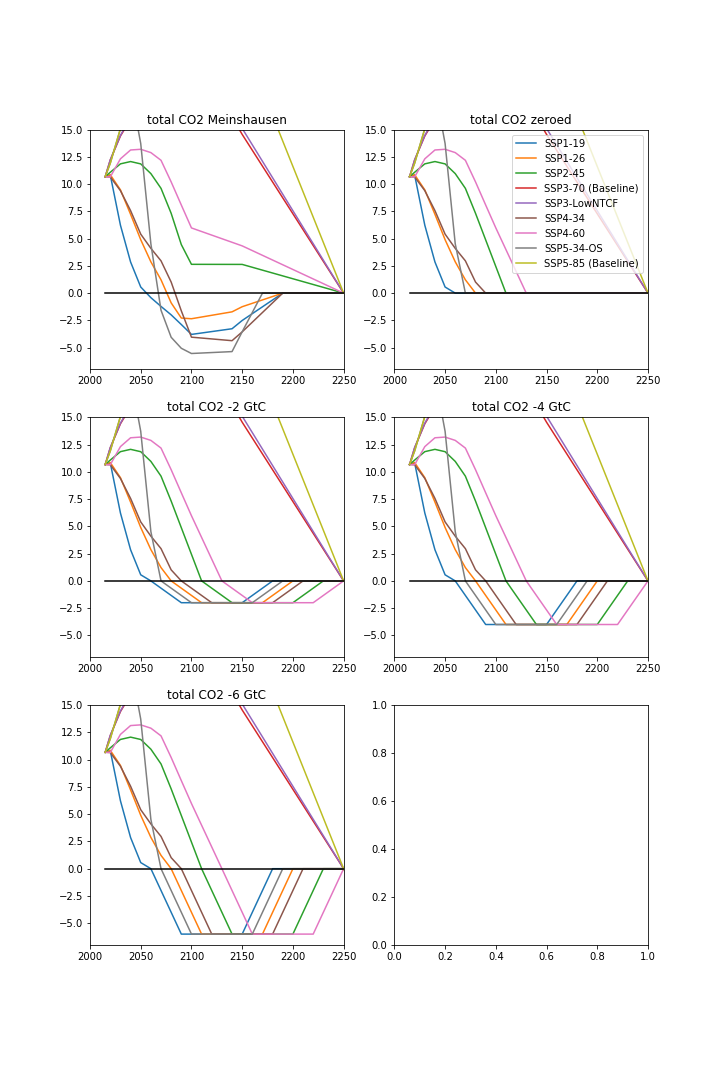 total CO2 Meinshausen
15.0
12.5
10.0
7.5
5.0
2.5
0.0
−2.5
−5.0
2000 2050 2100 2150 2200 2250
total CO2 zeroed
15.0
12.5
10.0
7.5
5.0
2.5
0.0
−2.5
−5.0
2000 2050 2100 2150 2200 2250
SSP1-19
SSP1-26
SSP2-45
SSP3-70 (Baseline)
SSP3-LowNTCF
SSP4-34
SSP4-60
SSP5-34-OS
SSP5-85 (Baseline)
total CO2 -2 GtC
15.0
12.5
10.0
7.5
5.0
2.5
0.0
−2.5
−5.0
2000 2050 2100 2150 2200 2250
total CO2 -4 GtC
15.0
12.5
10.0
7.5
5.0
2.5
0.0
−2.5
−5.0
2000 2050 2100 2150 2200 2250
total CO2 -6 GtC
15.0
12.5
10.0
7.5
5.0
2.5
0.0
−2.5
−5.0
2000 2050 2100 2150 2200 2250
1.0
0.8
0.6
0.4
0.2
0.0
0.0 0.2 0.4 0.6 0.8 1.0